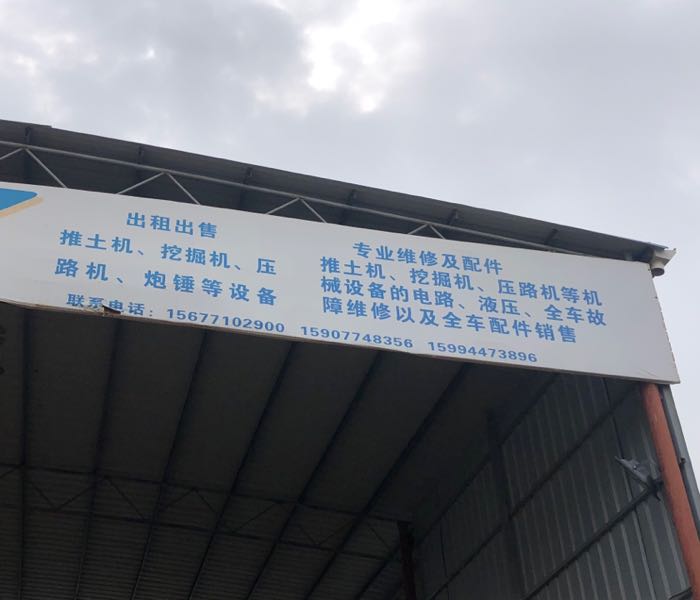 出租出售
推土机、挖掘机、压
路机、炮锤等设备
专业维修及配件
推土机、挖掘机、压路机等机
械设备的电路、液压、全车故
障维修以及全车配件销售
联系电话：15677102900 15907748356 15994473896